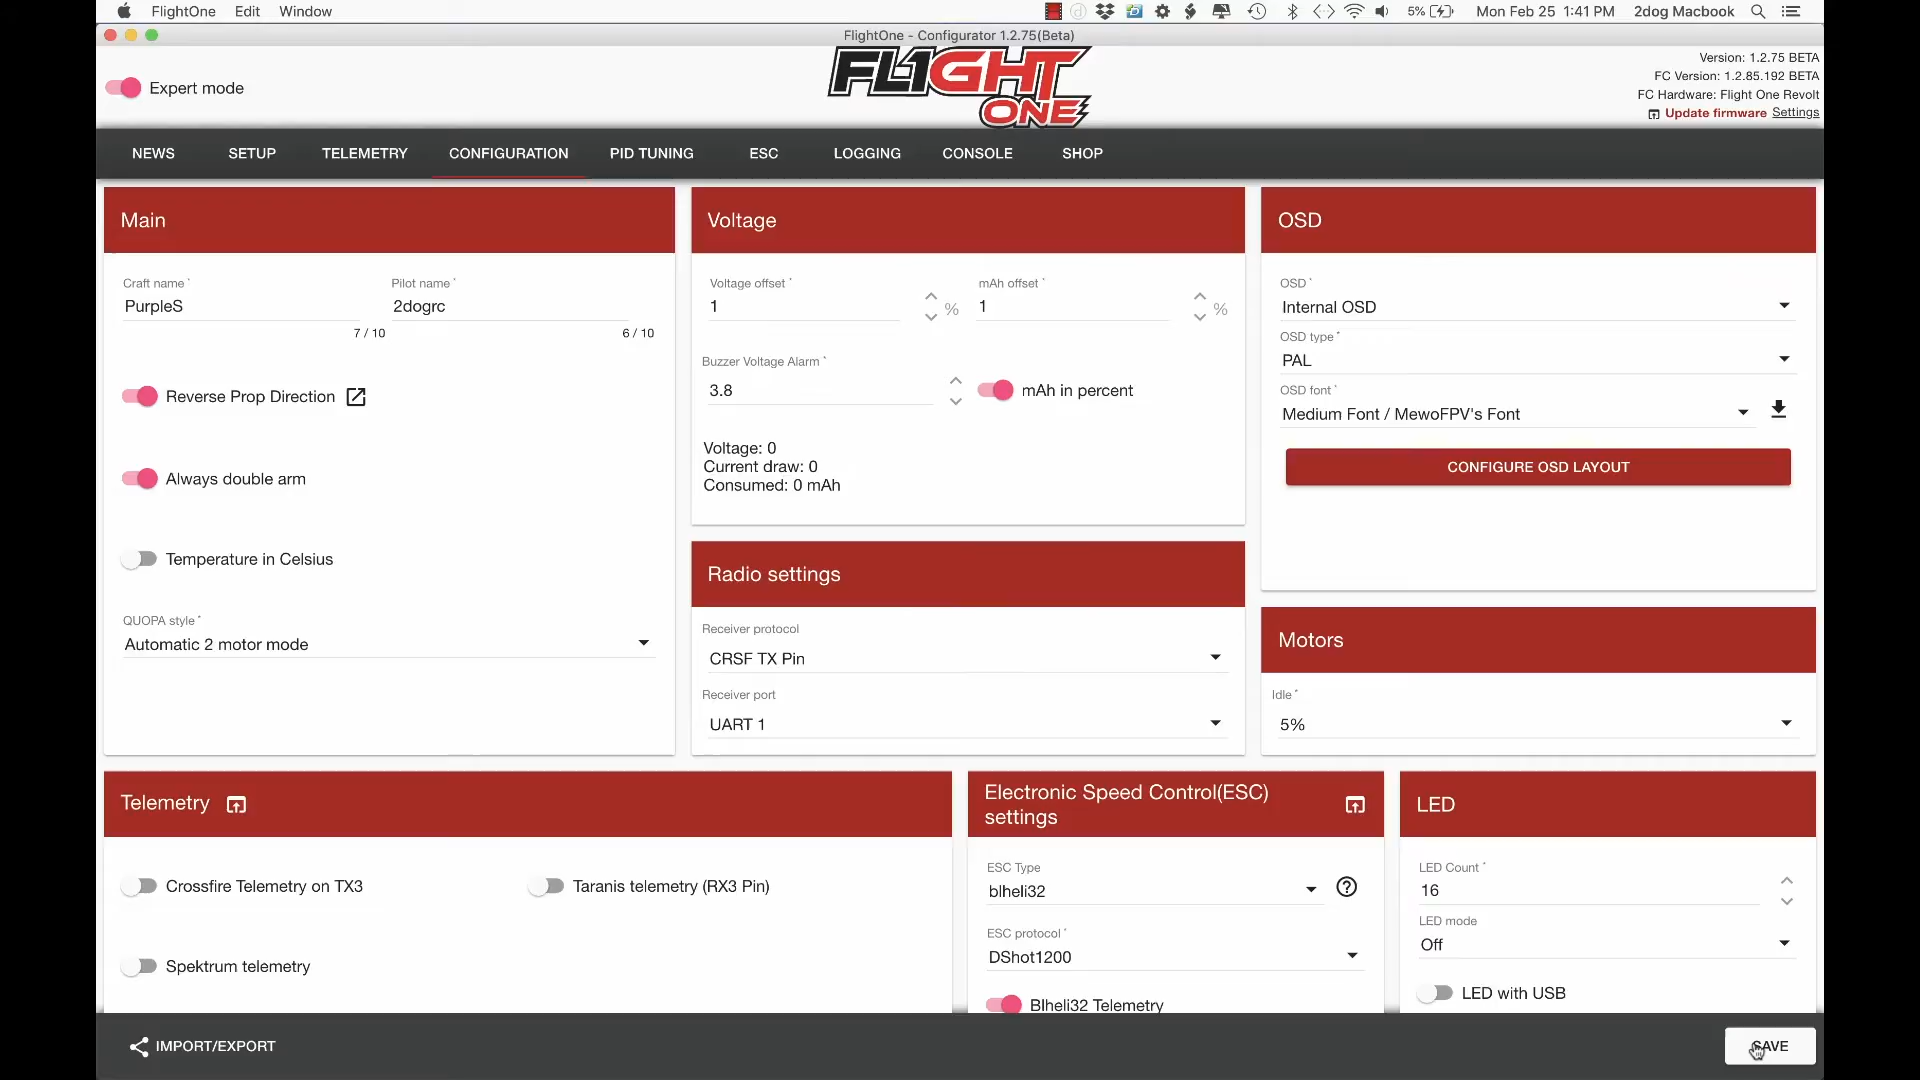 FlightOne Edit Window
5% Mon Feb 25 1:41 PM 2dog Macbook
FlightOne - Configurator 1.2.75(Beta)
Expert mode
FL1GHT
ONE
Version: 1.2.75 BETA
FC Version: 1.2.85.192 BETA
FC Hardware: Flight One Revolt
Update firmware Settings
NEWS SETUP TELEMETRY CONFIGURATION PID TUNING ESC LOGGING CONSOLE SHOP
Main
Craft name *
PurpleS
7 / 10
Pilot name *
2dogrc
6 / 10
Reverse Prop Direction
Always double arm
Temperature in Celsius
QUOPA style *
Automatic 2 motor mode
Voltage
Voltage offset *
1 %
mAh offset *
1 %
Buzzer Voltage Alarm *
3.8
mAh in percent
Voltage: 0
Current draw: 0
Consumed: 0 mAh
Radio settings
Receiver protocol
CRSF TX Pin
Receiver port
UART 1
OSD
OSD *
Internal OSD
OSD type *
PAL
OSD font *
Medium Font / MewoFPV's Font
CONFIGURE OSD LAYOUT
Motors
Idle *
5%
Telemetry
Crossfire Telemetry on TX3
Taranis telemetry (RX3 Pin)
Spektrum telemetry
Electronic Speed Control(ESC)
settings
ESC Type
blheli32
ESC protocol *
DShot1200
Blheli32 Telemetry
LED
LED Count *
16
LED mode
Off
LED with USB
IMPORT/EXPORT
SAVE